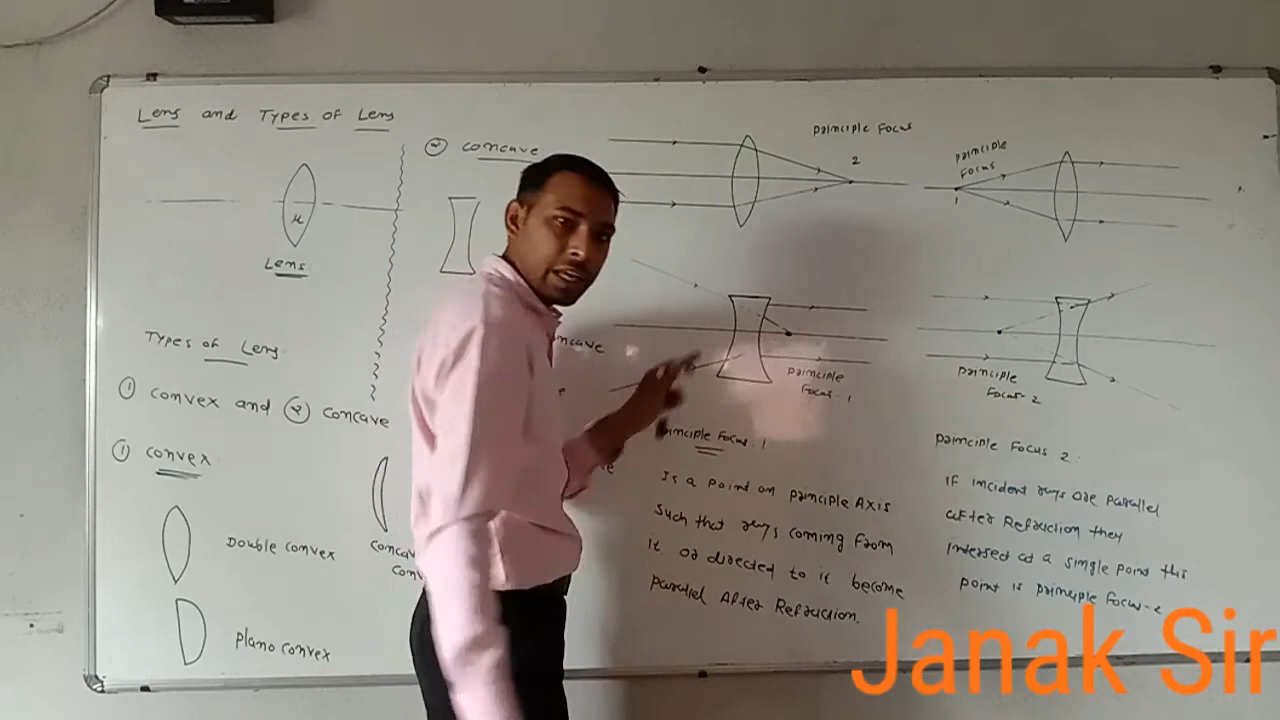 Lens and Types of Lens
μ
Lens
Types of Lens
① convex and ② concave
① convex
Double convex
Plano convex
② concave
Principle Focus
2
Principle
Focus
1
Principle
Focus-1
Principle
Focus-2
Principle Focus-1
Is a point on principle Axis
such that rays coming from
it or directed to it become
parallel After Refraction.
Principle Focus 2:
If incident rays are parallel
after Refraction they
intersed at a single point this
point is principle focus-2
Janak Sir